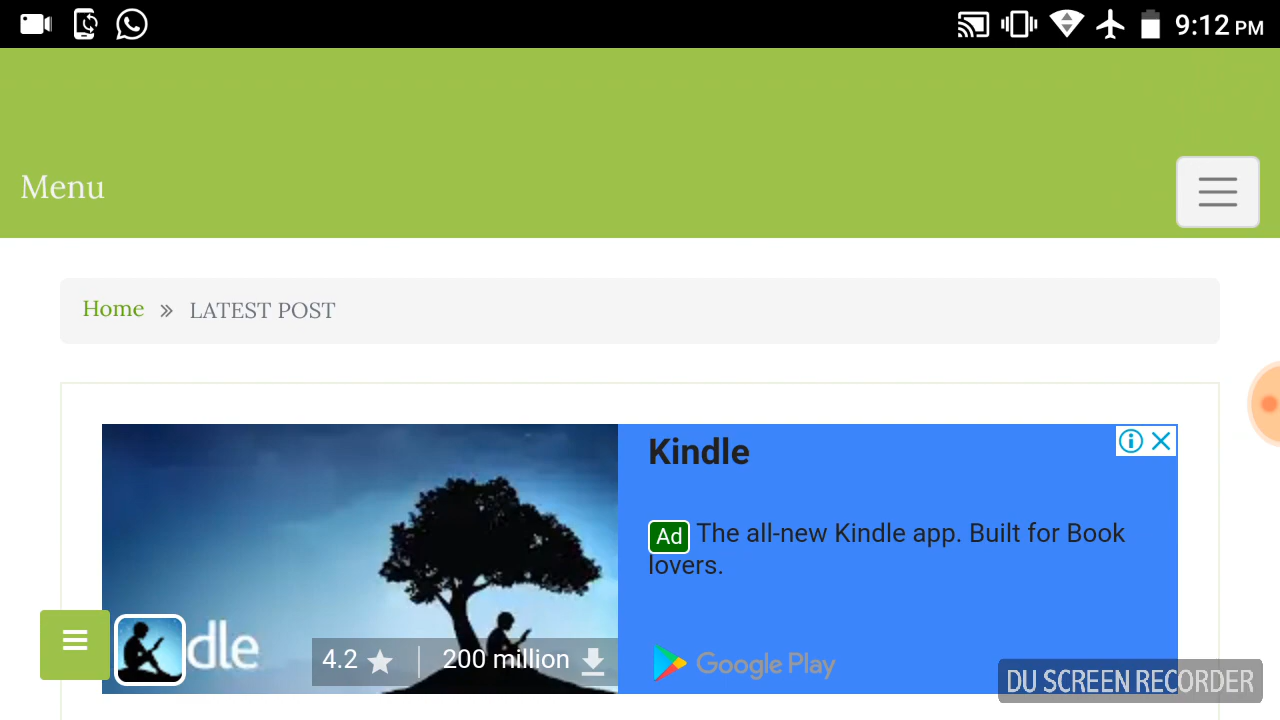 9:12 PM
Menu
Home » LATEST POST
Kindle
Ad The all-new Kindle app. Built for Book
lovers.
dle
4.2 200 million
Google Play
DU SCREEN RECORDER